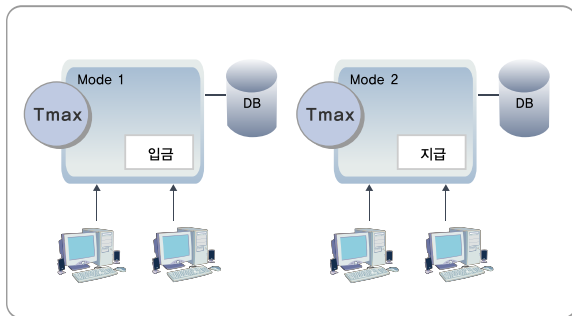 Mode 1
Tmax
DB
입금
Mode 2
Tmax
DB
지급